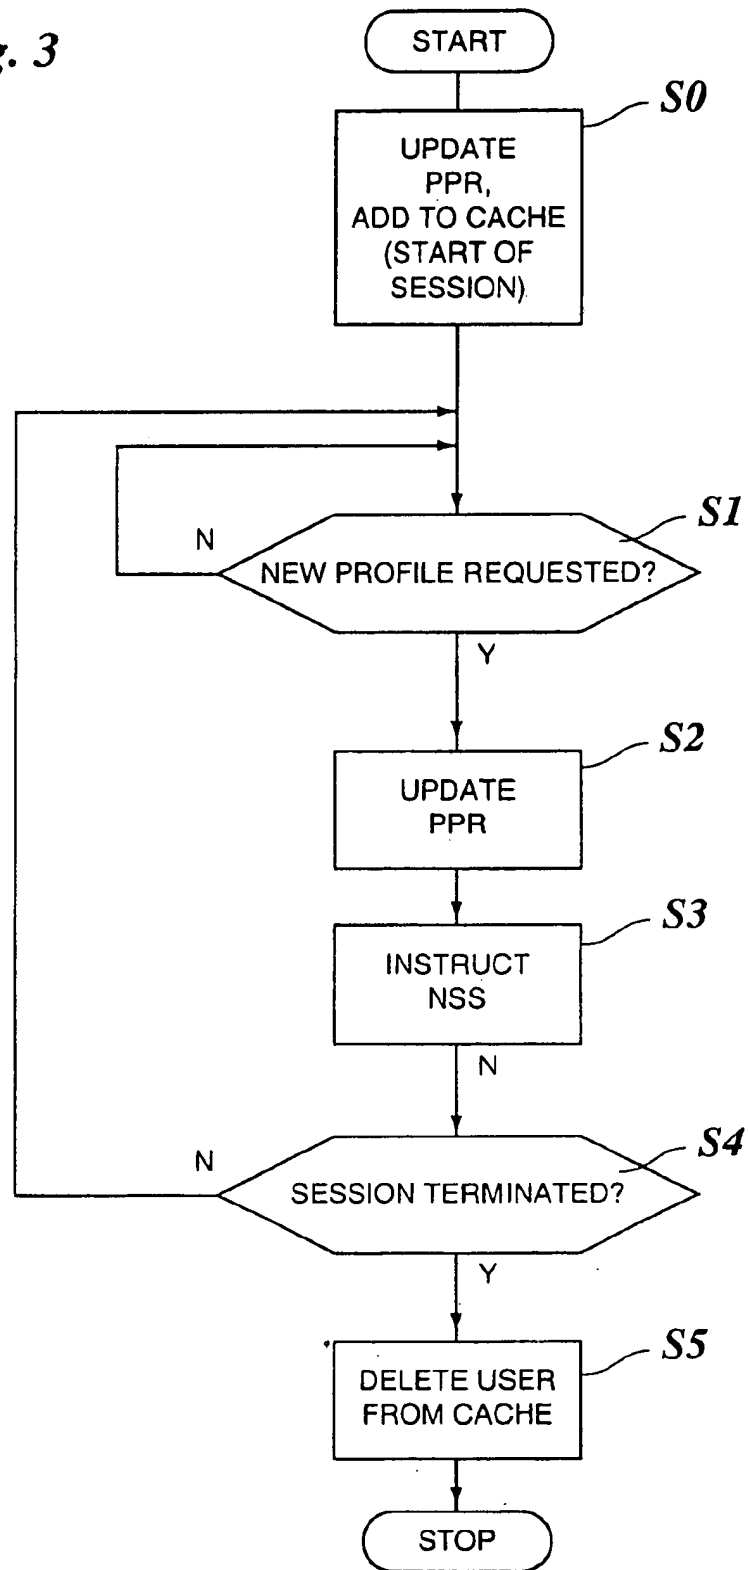 g. 3
START
S0
UPDATE
PPR,
ADD TO CACHE
(START OF
SESSION)
S1
N
NEW PROFILE REQUESTED?
Y
S2
UPDATE
PPR
S3
INSTRUCT
NSS
N
S4
N
SESSION TERMINATED?
Y
S5
DELETE USER
FROM CACHE
STOP